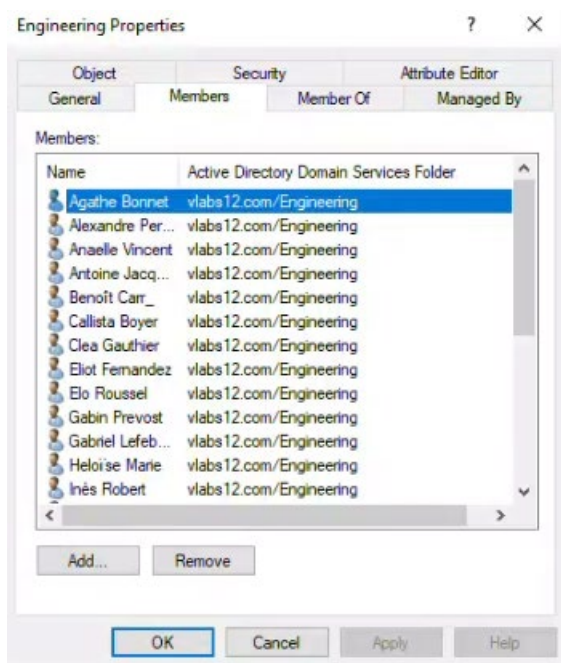 Engineering Properties ? ×
Object Security Attribute Editor
General Members Member Of Managed By
Members:
Name Active Directory Domain Services Folder
Agathe Bonnet vlabs12.com/Engineering
Alexandre Per... vlabs12.com/Engineering
Anaelle Vincent vlabs12.com/Engineering
Antoine Jacq... vlabs12.com/Engineering
Benoît Carr_ vlabs12.com/Engineering
Callista Boyer vlabs12.com/Engineering
Clea Gauthier vlabs12.com/Engineering
Eliot Fernandez vlabs12.com/Engineering
Elo Roussel vlabs12.com/Engineering
Gabin Prevost vlabs12.com/Engineering
Gabriel Lefeb... vlabs12.com/Engineering
Heloïse Marie vlabs12.com/Engineering
Inès Robert vlabs12.com/Engineering
Add... Remove
OK Cancel Apply Help